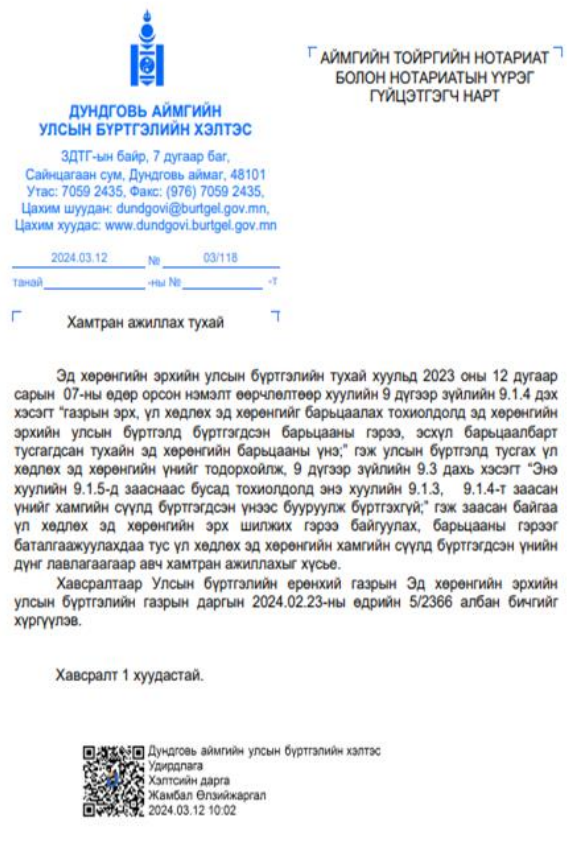 ДУНДГОВЬ АЙМГИЙН
УЛСЫН БҮРТГЭЛИЙН ХЭЛТЭС
ЗДТГ-ын байр, 7 дугаар баг,
Сайнцагаан сум, Дундговь аймаг, 48101
Утас: 7059 2435, Факс: (976) 7059 2435,
Цахим шуудан: dundgovi@burtgel.gov.mn,
Цахим хуудас: www.dundgovi.burtgel.gov.mn
2024.03.12 № 03/118
танай -ны № -т
АЙМГИЙН ТОЙРГИЙН НОТАРИАТ
БОЛОН НОТАРИАТЫН ҮҮРЭГ
ГҮЙЦЭТГЭГЧ НАРТ
Хамтран ажиллах тухай
Эд хөрөнгийн эрхийн улсын бүртгэлийн тухай хуульд 2023 оны 12 дугаар
сарын 07-ны өдөр орсон нэмэлт өөрчлөлтөөр хуулийн 9 дүгээр зүйлийн 9.1.4 дэх
хэсэгт “газрын эрх, үл хөдлөх эд хөрөнгийг барьцаалах тохиолдолд эд хөрөнгийн
эрхийн улсын бүртгэлд бүртгэгдсэн барьцааны гэрээ, эсхүл барьцаалбарт
тусгагдсан тухайн эд хөрөнгийн барьцааны үнэ;” гэж улсын бүртгэлд тусгах үл
хөдлөх эд хөрөнгийн үнийг тодорхойлж, 9 дүгээр зүйлийн 9.3 дахь хэсэгт “Энэ
хуулийн 9.1.5-д зааснаас бусад тохиолдолд энэ хуулийн 9.1.3, 9.1.4-т заасан
үнийг хамгийн сүүлд бүртгэгдсэн үнээс бууруулж бүртгэхгүй;” гэж заасан байгаа
үл хөдлөх эд хөрөнгийн эрх шилжих гэрээ байгуулах, барьцааны гэрээг
баталгаажуулахдаа тус үл хөдлөх эд хөрөнгийн хамгийн сүүлд бүртгэгдсэн үнийн
дүнг лавлагаагаар авч хамтран ажиллахыг хүсье.
Хавсралтаар Улсын бүртгэлийн ерөнхий газрын Эд хөрөнгийн эрхийн
улсын бүртгэлийн газрын даргын 2024.02.23-ны өдрийн 5/2366 албан бичгийг
хүргүүлэв.
Хавсралт 1 хуудастай.
Дундговь аймгийн улсын бүртгэлийн хэлтэс
Удирдлага
Хэлтсийн дарга
Жамбал Өлзийжаргал
2024.03.12 10:02